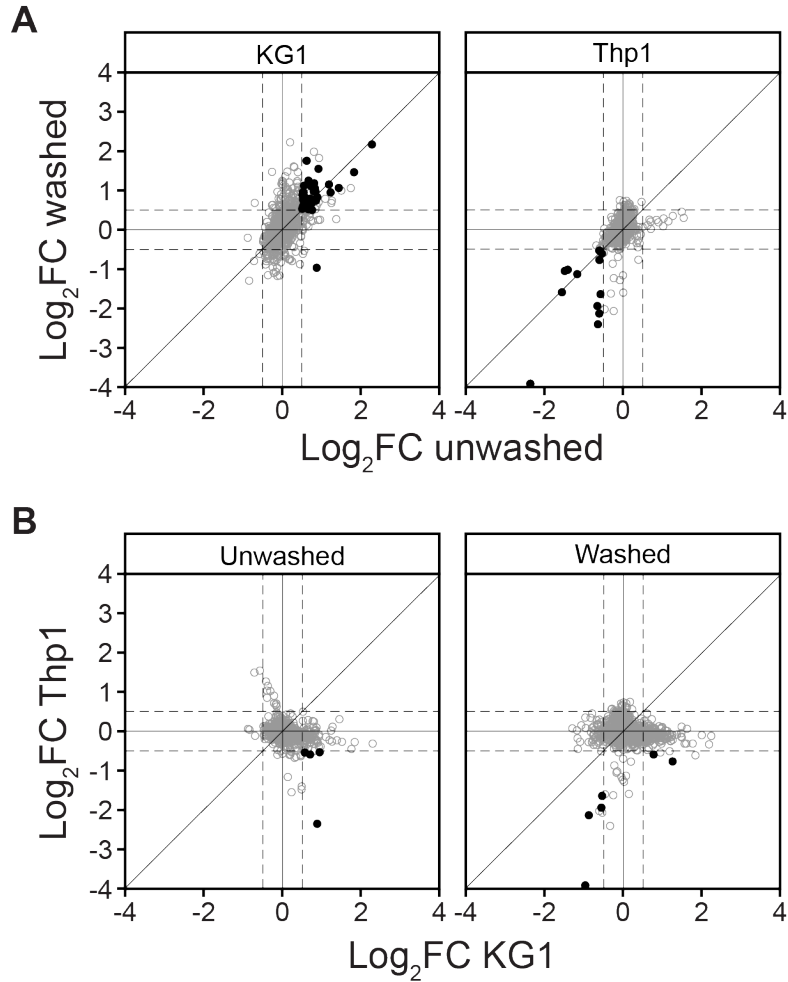 A
KG1 Thp1
4
3
2
1
0
-1
-2
-3
-4
Log2FC washed
-4 -2 0 2 4 -4 -2 0 2 4
Log2FC unwashed
B
Unwashed Washed
4
3
2
1
0
-1
-2
-3
-4
Log2FC Thp1
-4 -2 0 2 4 -4 -2 0 2 4
Log2FC KG1